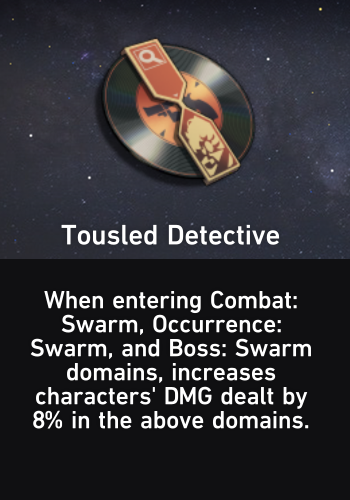 Tousled Detective
When entering Combat:
Swarm, Occurrence:
Swarm, and Boss: Swarm
domains, increases
characters' DMG dealt by
8% in the above domains.